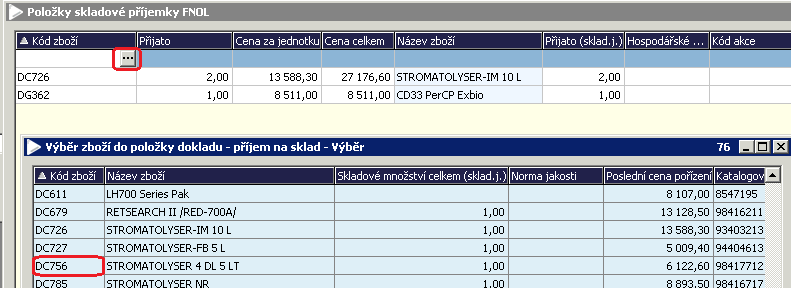 Položky skladové příjemky FNOL
Kód zboží Přijato Cena za jednotku Cena celkem Název zboží Přijato (sklad.j.) Hospodářské ... Kód akce
...
DC726 2,00 13 588,30 27 176,60 STROMATOLYSER-IM 10 L 2,00
DG362 1,00 8 511,00 8 511,00 CD33 PerCP Exbio 1,00
Výběr zboží do položky dokladu - příjem na sklad - Výběr 76
Kód zboží Název zboží Skladové množství celkem (sklad.j.) Norma jakosti Poslední cena pořízení Katalogov
DC611 LH700 Series Pak 8 107,00 8547195
DC679 RETSEARCH II /RED-700A/ 1,00 13 128,50 98416211
DC726 STROMATOLYSER-IM 10 L 1,00 13 588,30 93403213
DC727 STROMATOLYSER-FB 5 L 1,00 5 009,40 94404613
DC756 STROMATOLYSER 4 DL 5 LT 1,00 6 122,60 98417712
DC785 STROMATOLYSER NR 1,00 8 893,50 98416717